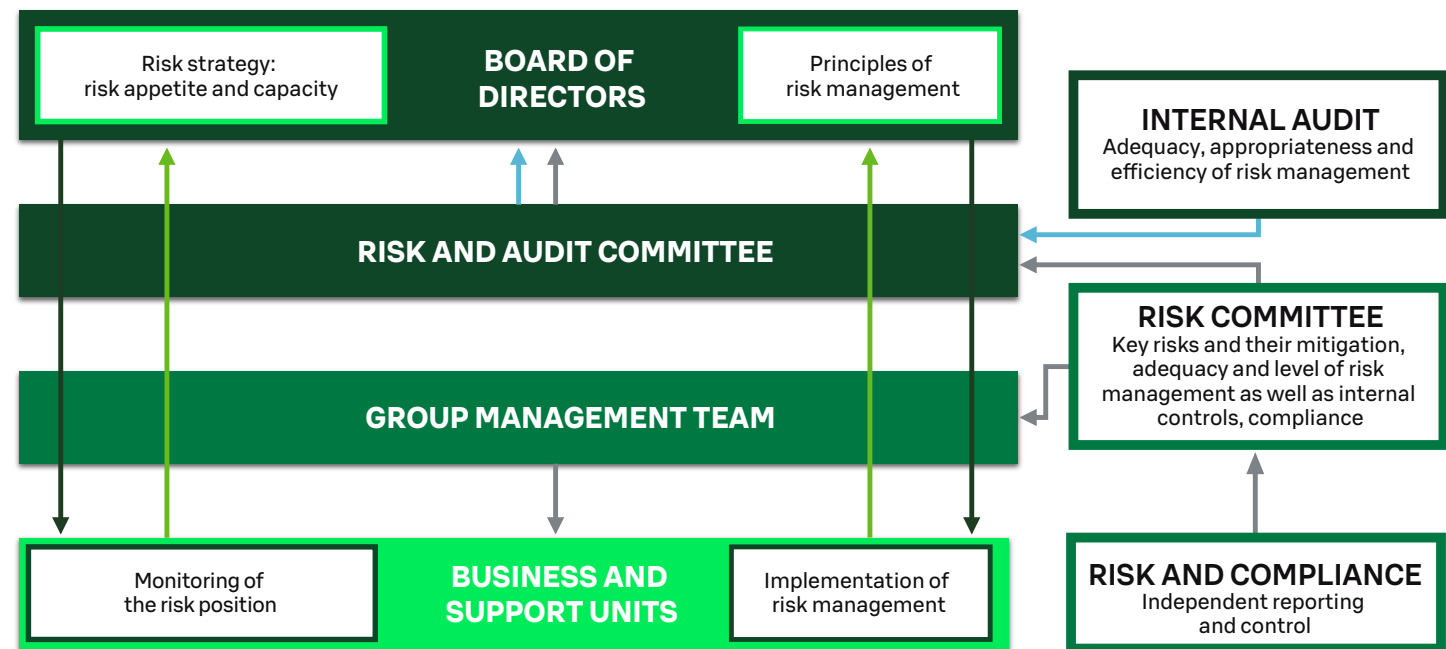 Risk strategy:
risk appetite and capacity
BOARD OF
DIRECTORS
Principles of
risk management
INTERNAL AUDIT
Adequacy, appropriateness and
efficiency of risk management
RISK AND AUDIT COMMITTEE
RISK COMMITTEE
Key risks and their mitigation,
adequacy and level of risk
management as well as internal
controls, compliance
GROUP MANAGEMENT TEAM
Monitoring of
the risk position
BUSINESS AND
SUPPORT UNITS
Implementation of
risk management
RISK AND COMPLIANCE
Independent reporting
and control